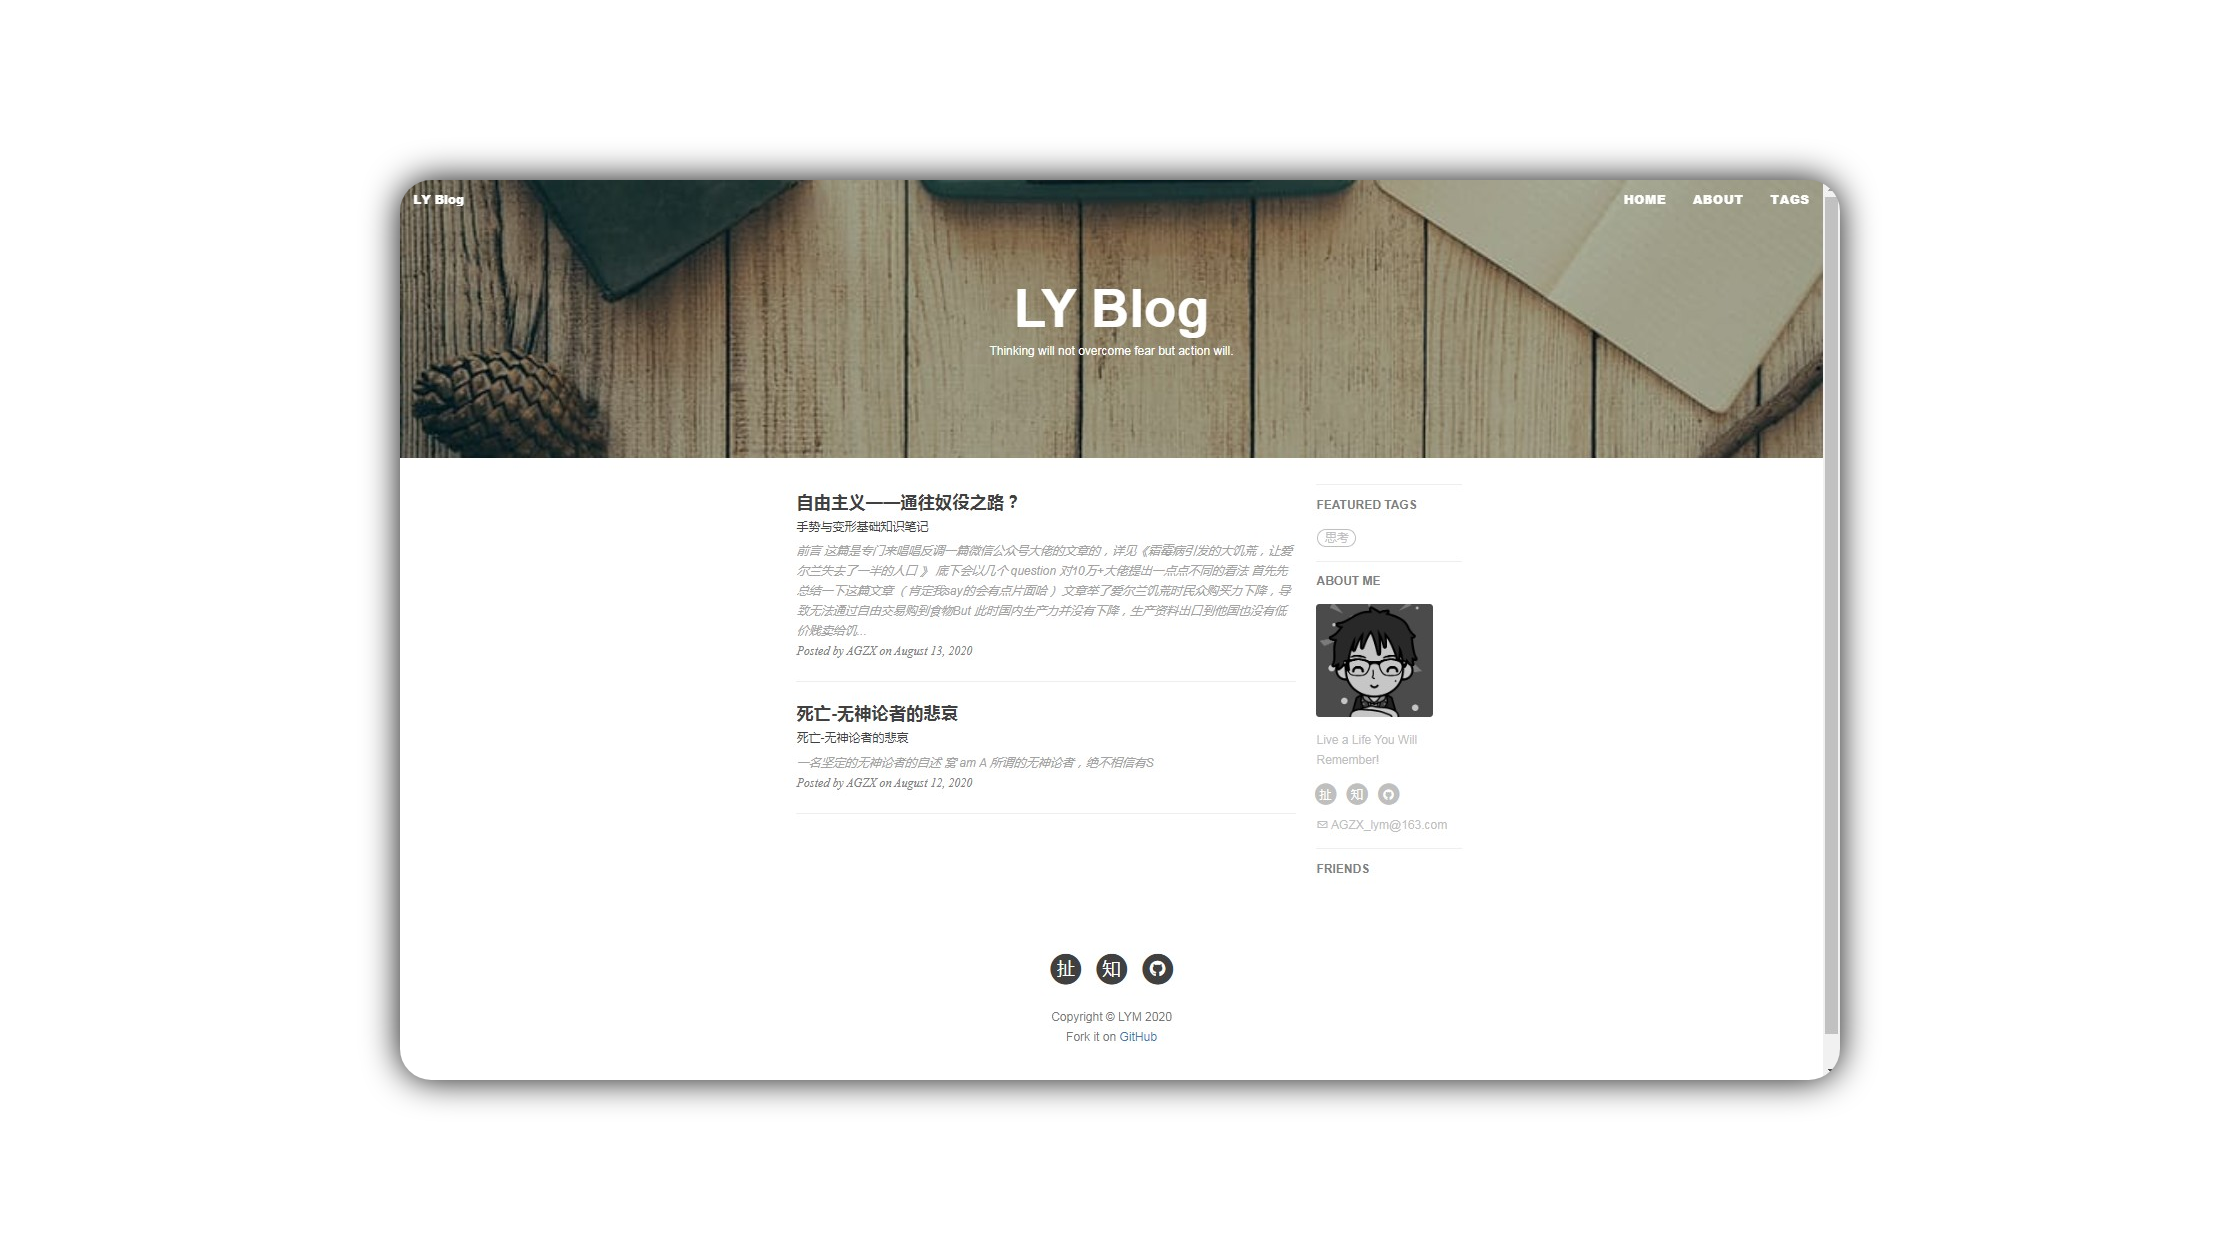 LY Blog
HOME ABOUT TAGS
LY Blog
Thinking will not overcome fear but action will.
自由主义——通往奴役之路？
手势与变形基础知识笔记
前言 这篇是专门来唱唱反调一篇微信公众号大佬的文章的，详见《霜霉病引发的大饥荒，让爱
尔兰失去了一半的人口 》 底下会以几个 question 对10万+大佬提出一点点不同的看法 首先先
总结一下这篇文章 （ 肯定我say的会有点片面哈 ） 文章举了爱尔兰饥荒时民众购买力下降，导
致无法通过自由交易购到食物But 此时国内生产力并没有下降，生产资料出口到他国也没有低
价贱卖给饥...
Posted by AGZX on August 13, 2020
死亡-无神论者的悲哀
死亡-无神论者的悲哀
一名坚定的无神论者的自述 am A 所谓的无神论者，绝不相信有S
Posted by AGZX on August 12, 2020
FEATURED TAGS
思考
ABOUT ME
Live a Life You Will
Remember!
扯 知
AGZX_lym@163.com
FRIENDS
扯 知
Copyright © LYM 2020
Fork it on GitHub